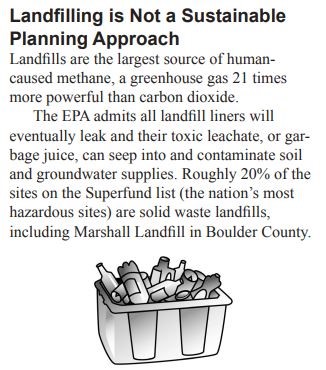 Landfilling is Not a Sustainable
Planning Approach
Landfills are the largest source of human-
caused methane, a greenhouse gas 21 times
more powerful than carbon dioxide.
The EPA admits all landfill liners will
eventually leak and their toxic leachate, or gar-
bage juice, can seep into and contaminate soil
and groundwater supplies. Roughly 20% of the
sites on the Superfund list (the nation's most
hazardous sites) are solid waste landfills,
including Marshall Landfill in Boulder County.